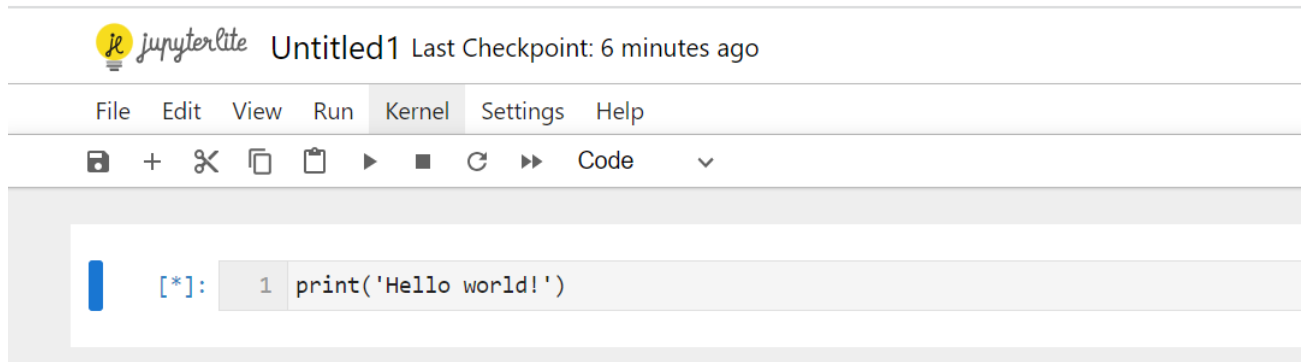 je jupyterlite Untitled1 Last Checkpoint: 6 minutes ago
File Edit View Run Kernel Settings Help
Code
[*]: 1 print('Hello world!')